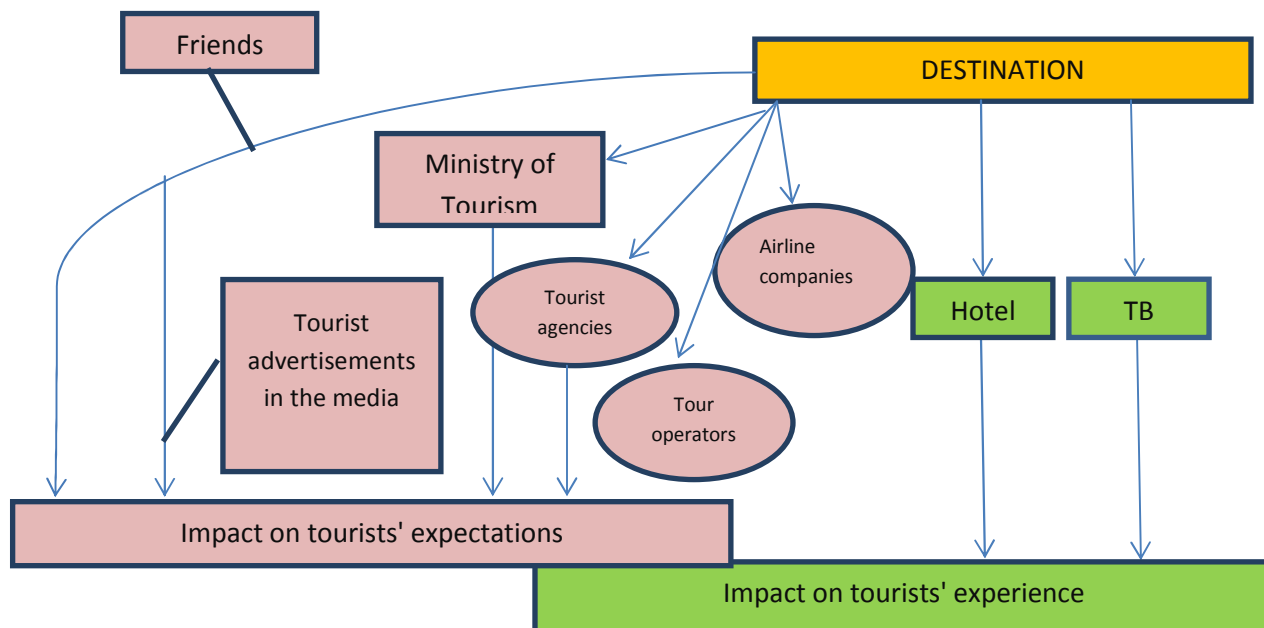 Friends
DESTINATION
Ministry of
Tourism
Airline
companies
Tourist
agencies
Hotel
TB
Tourist
advertisements
in the media
Tour
operators
Impact on tourists' expectations
Impact on tourists' experience